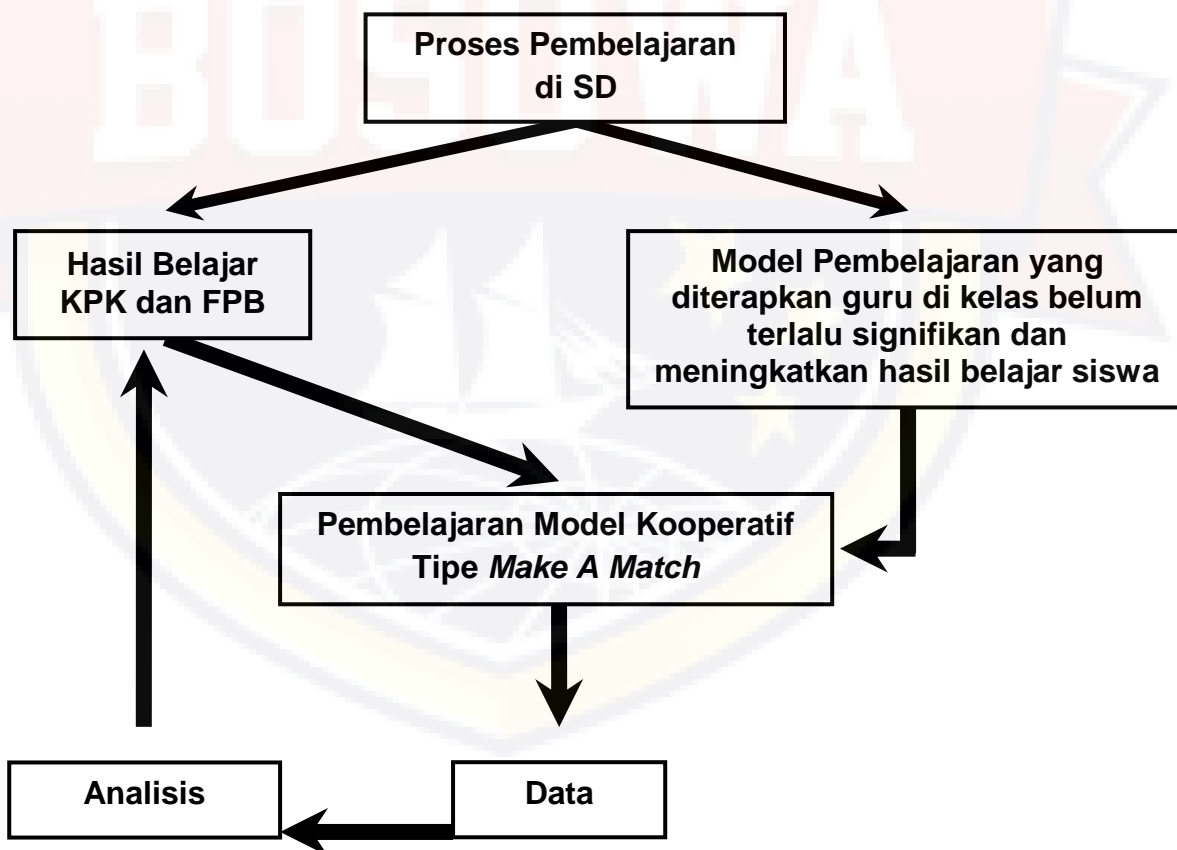 BOSOWA
Proses Pembelajaran
di SD
Hasil Belajar
KPK dan FPB
Model Pembelajaran yang
diterapkan guru di kelas belum
terlalu signifikan dan
meningkatkan hasil belajar siswa
Pembelajaran Model Kooperatif
Tipe Make A Match
Analisis
Data